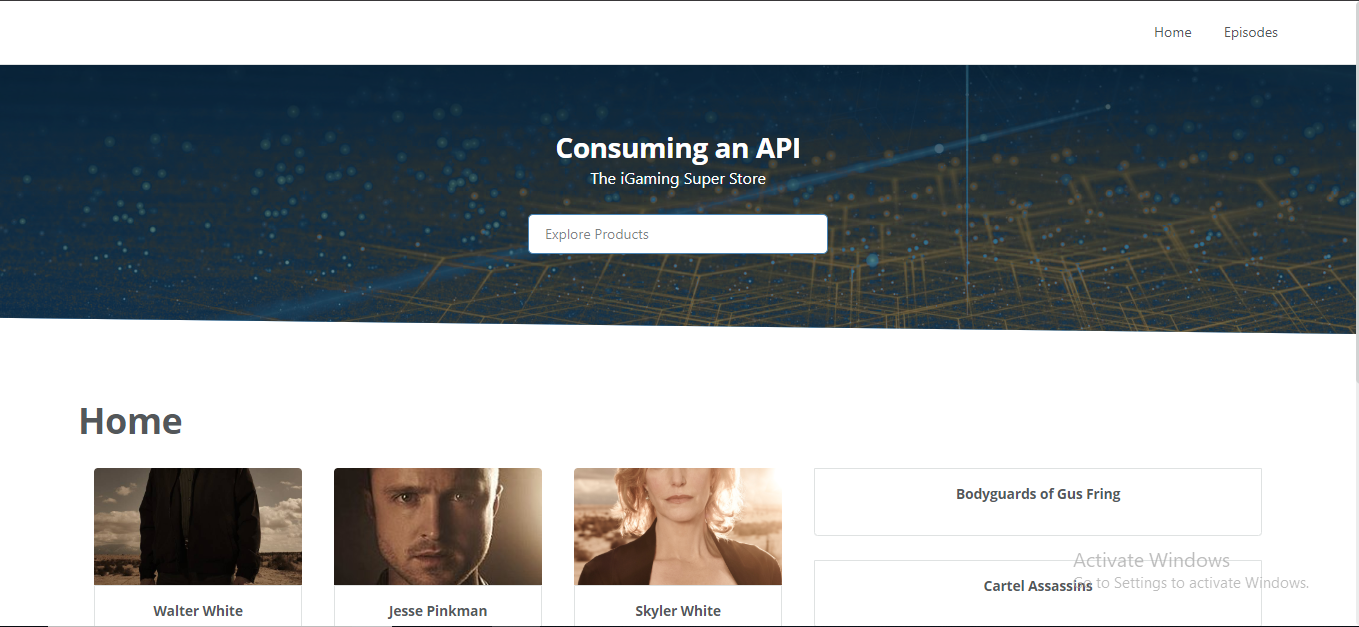 Home Episodes
Consuming an API
The iGaming Super Store
Explore Products
Home
Bodyguards of Gus Fring
Activate Windows
Cartel Assassins
Go to Settings to activate Windows.
Walter White
Jesse Pinkman
Skyler White